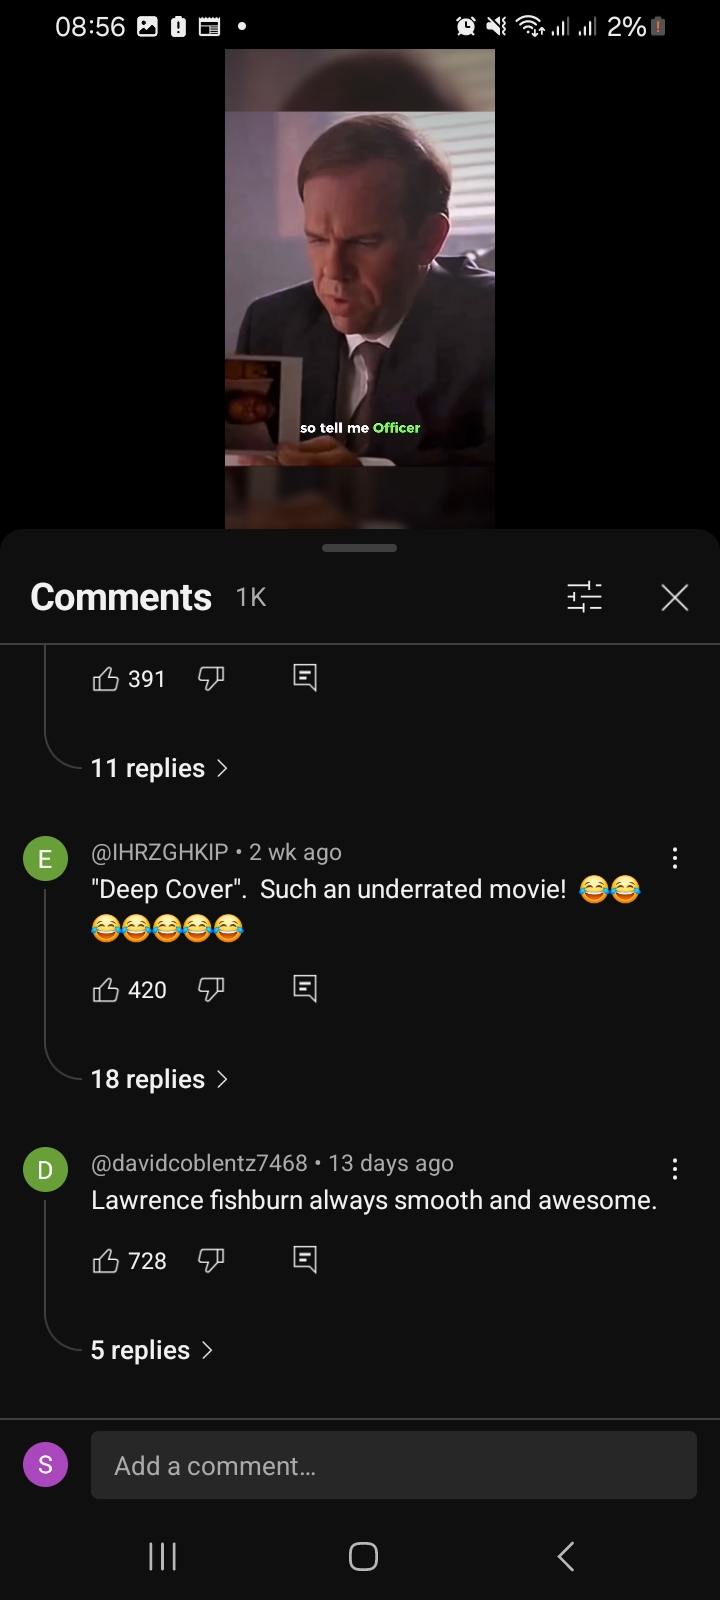 08:56
2%
so tell me Officer
Comments 1K
391
11 replies
E
@IHRZGHKIP • 2 wk ago
"Deep Cover".  Such an underrated movie! 😂😂
😂😂😂😂😂
420
18 replies
D
@davidcoblentz7468 • 13 days ago
Lawrence fishburn always smooth and awesome.
728
5 replies
S
Add a comment...